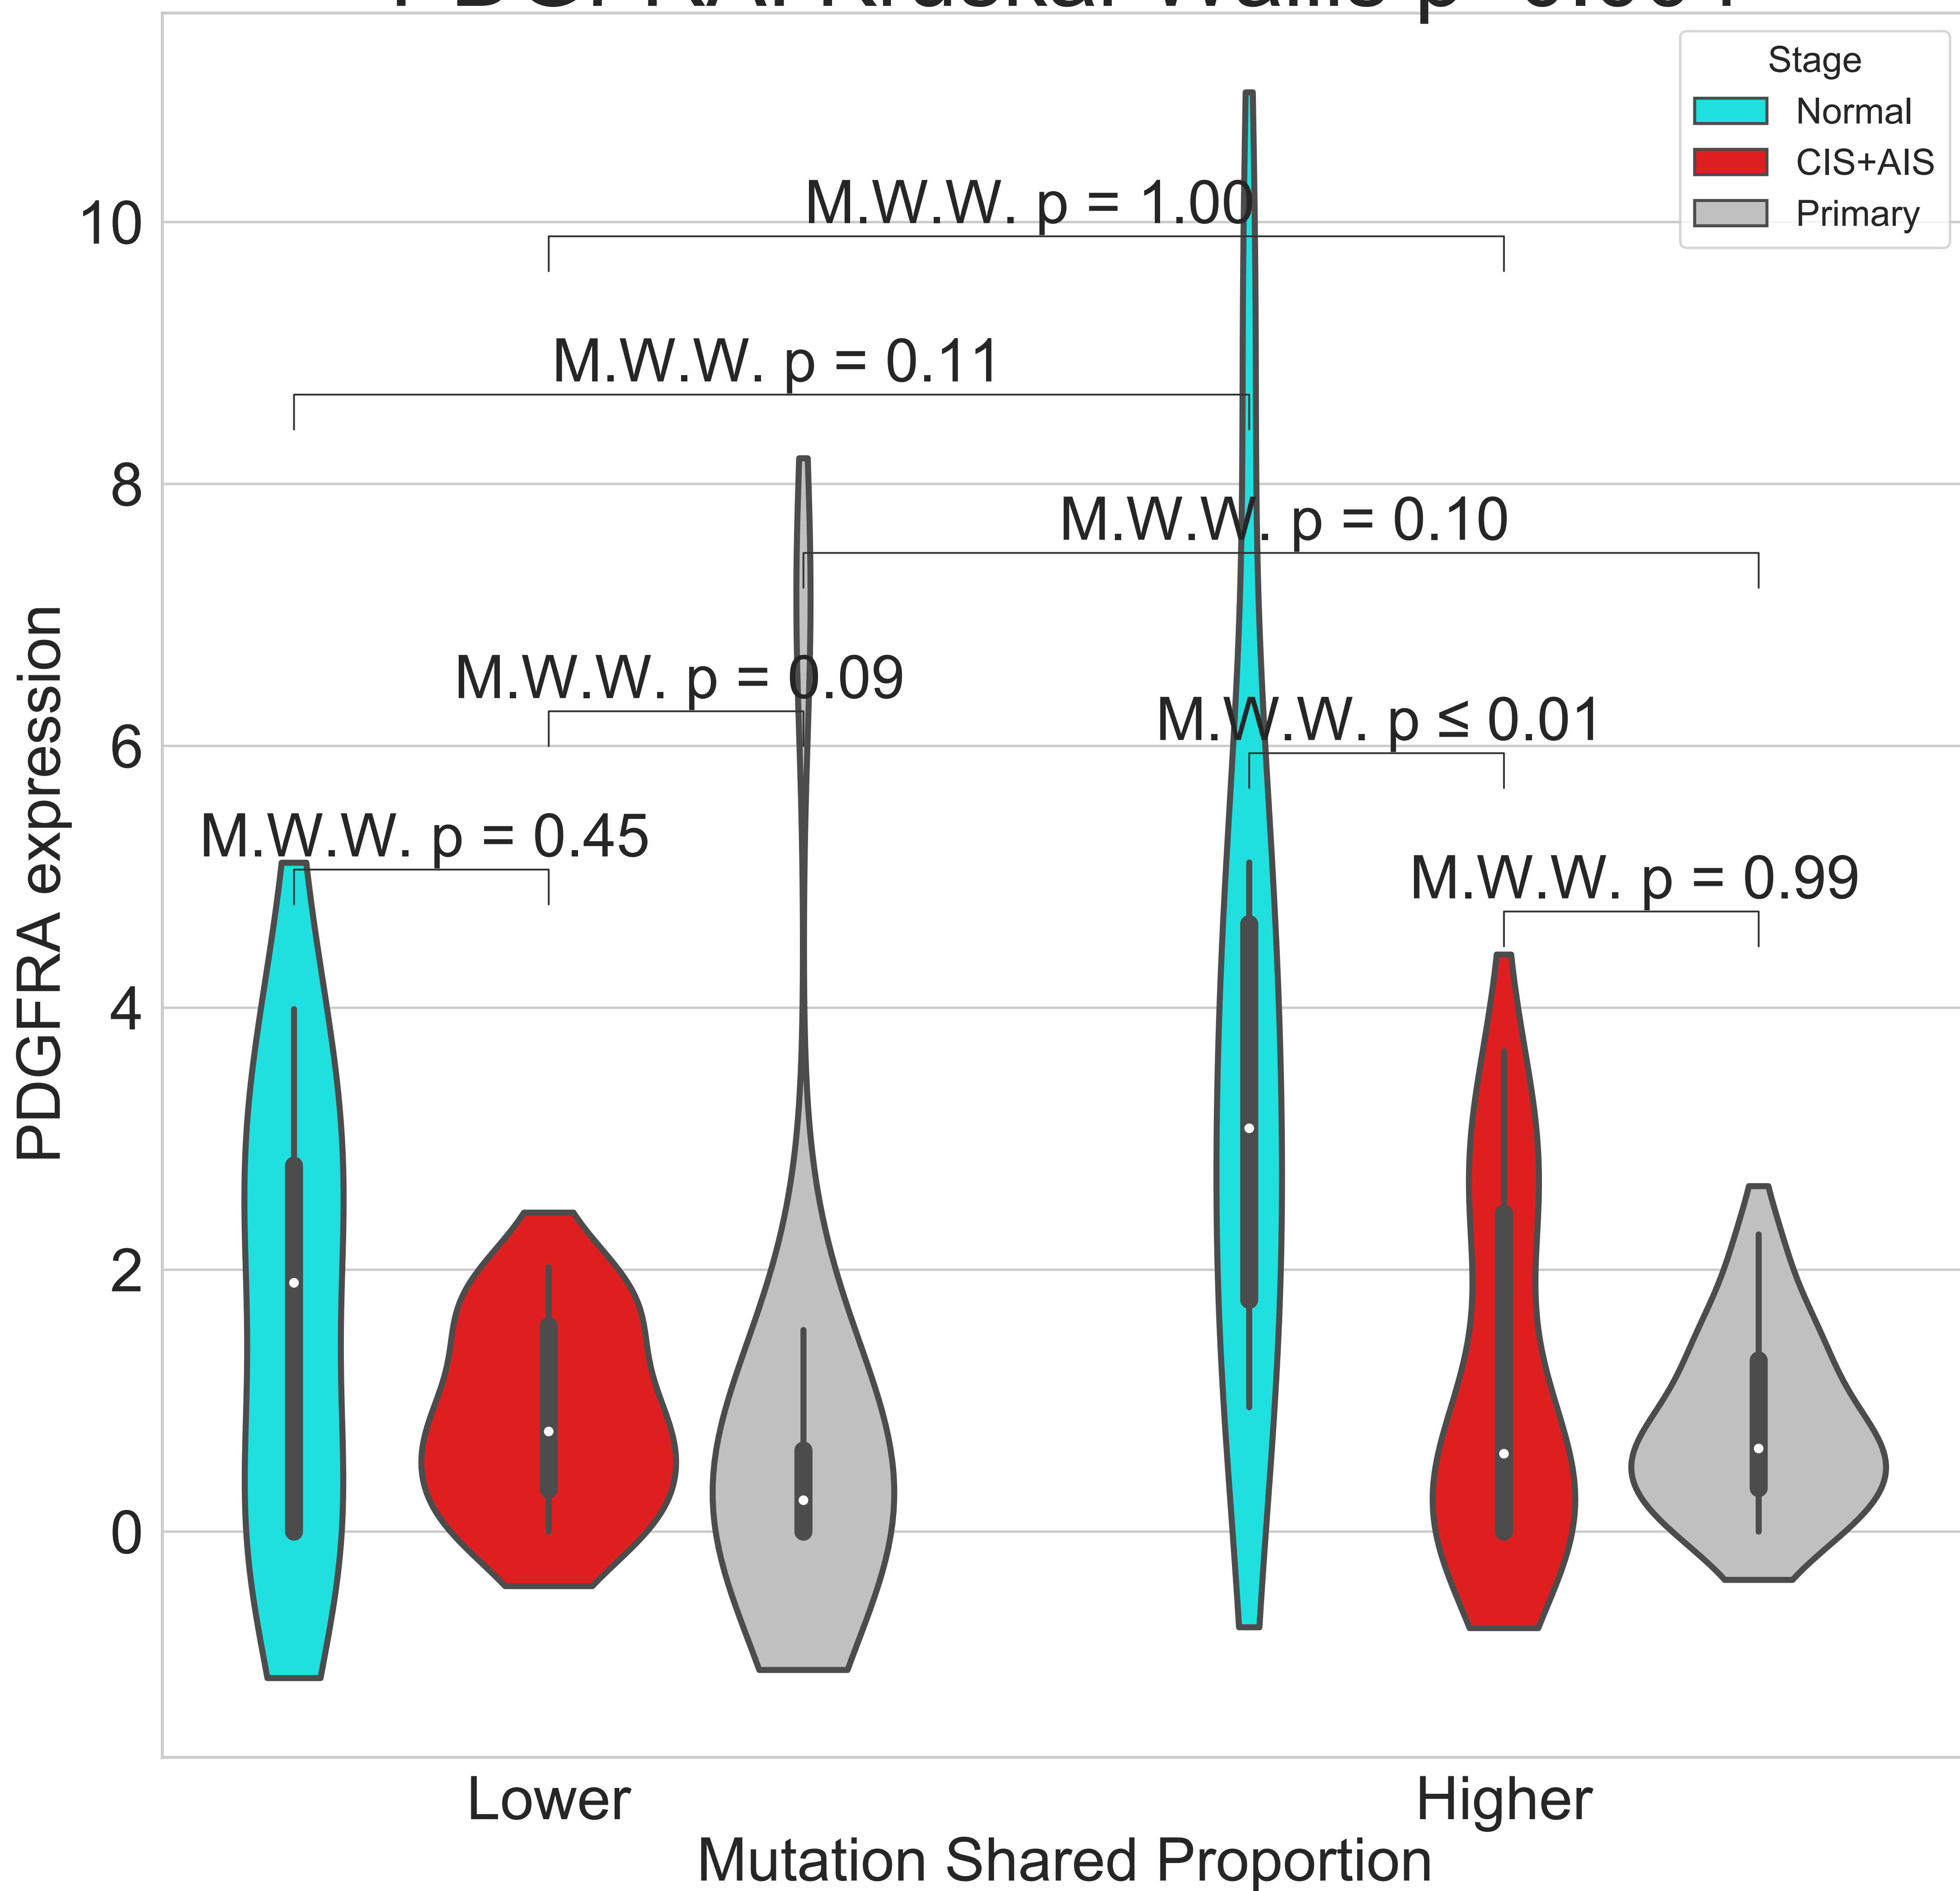 Stage
Normal
CIS+AIS
Primary
M.W.W. p = 1.00
10
M.W.W. p = 0.11
8
M.W.W. p = 0.10
M.W.W. p = 0.09
M.W.W. p ≤ 0.01
6
M.W.W. p = 0.45
M.W.W. p = 0.99
4
2
0
PDGFRA expression
Lower
Higher
Mutation Shared Proportion